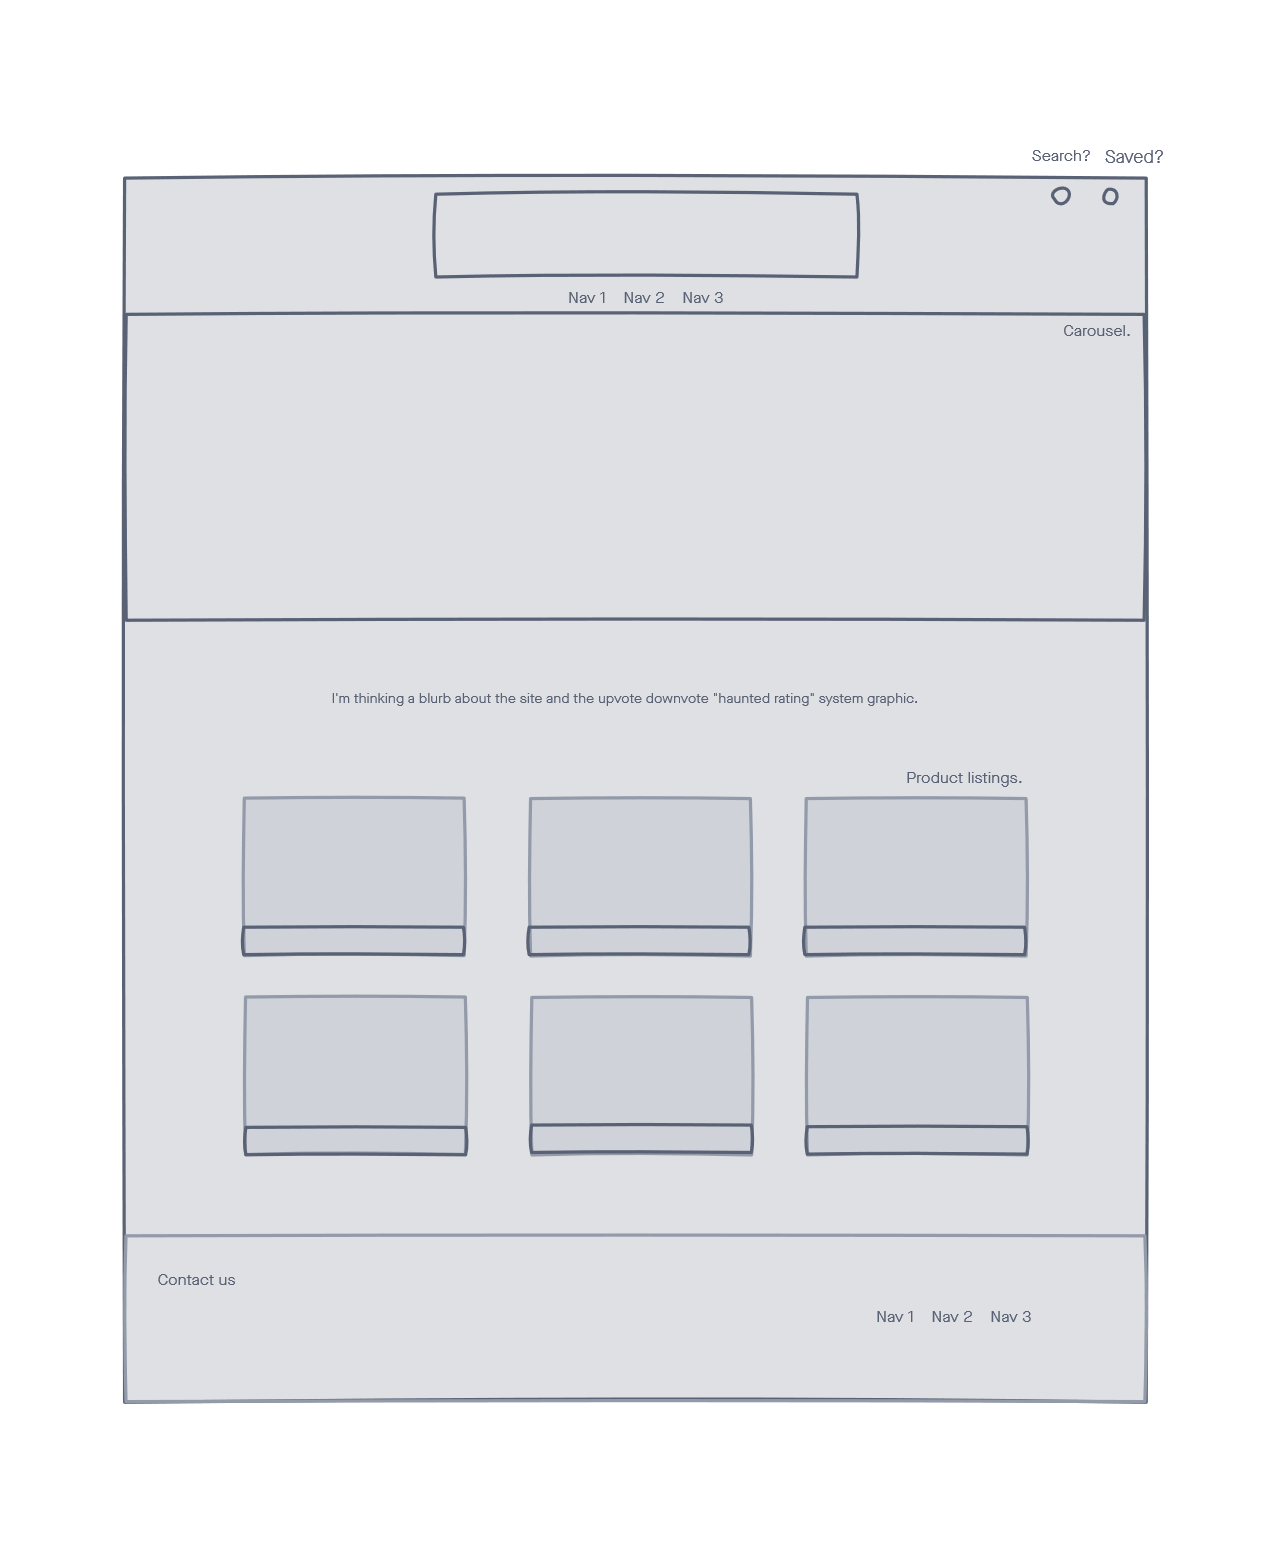 Search? Saved?
Nav 1 Nav 2 Nav 3
Carousel.
I'm thinking a blurb about the site and the upvote downvote "haunted rating" system graphic.
Product listings.
Contact us
Nav 1 Nav 2 Nav 3